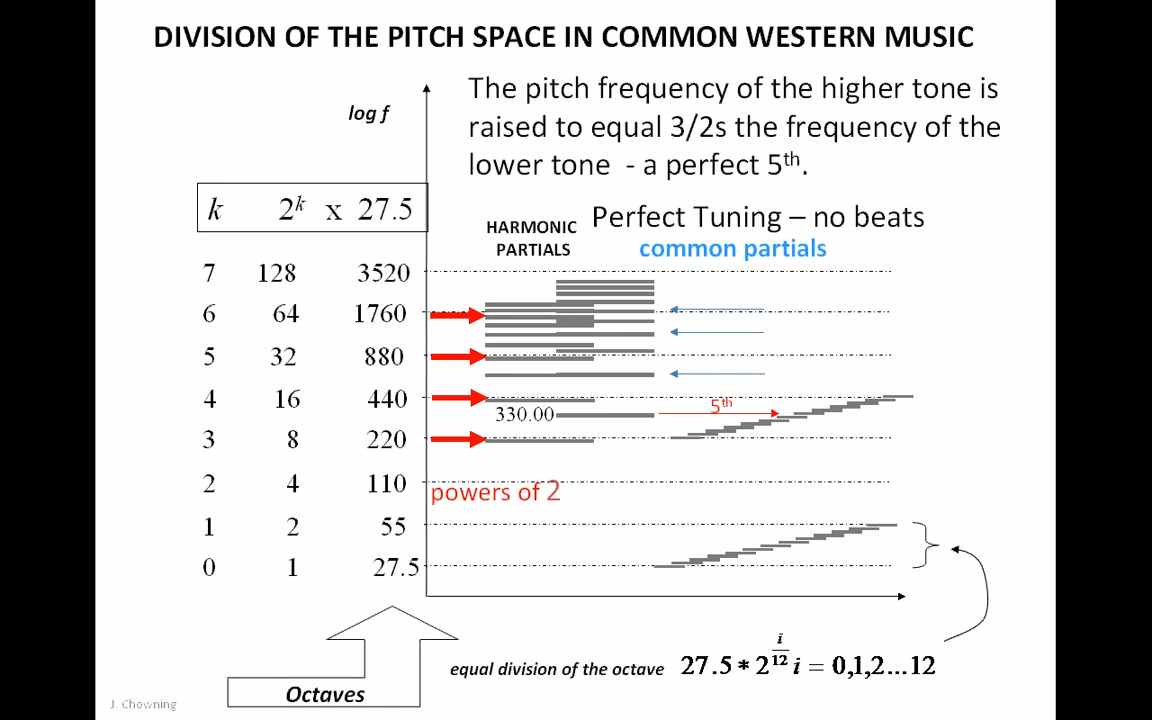 DIVISION OF THE PITCH SPACE IN COMMON WESTERN MUSIC
The pitch frequency of the higher tone is
raised to equal 3/2s the frequency of the
lower tone - a perfect 5th.
log f
k 2^k x 27.5
HARMONIC
PARTIALS
Perfect Tuning – no beats
common partials
7 128 3520
6 64 1760
5 32 880
4 16 440
330.00
5th
3 8 220
2 4 110
powers of 2
1 2 55
0 1 27.5
equal division of the octave 27.5 * 2^(i/12) i = 0,1,2...12
Octaves
J. Chowning